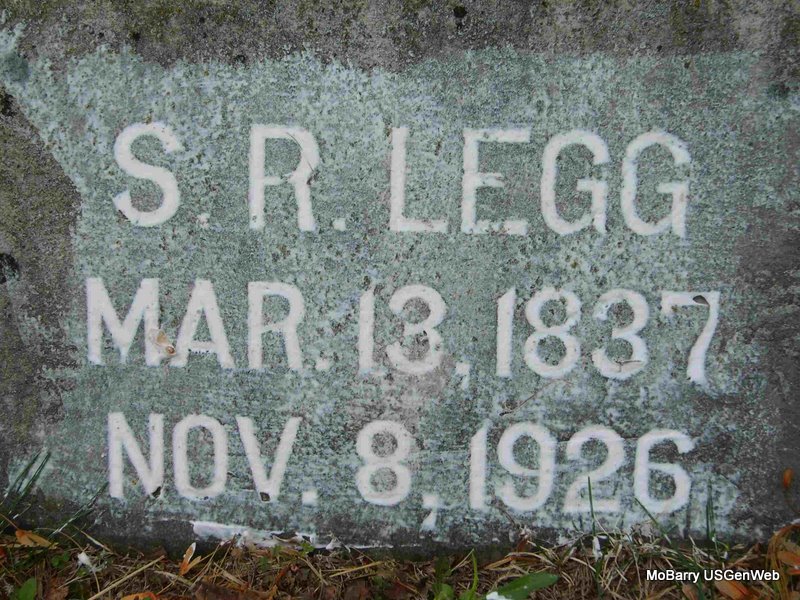 S. R. LEGG
MAR. 13, 1837
NOV. 8, 1926
MoBarry USGenWeb